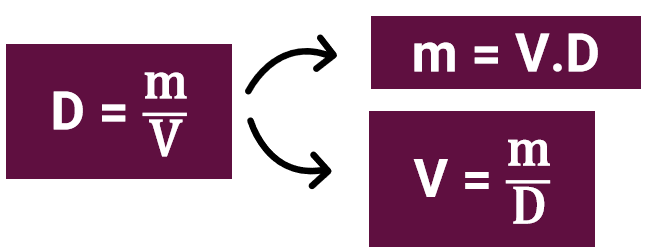 D = m/V
m = V.D
V = m/D